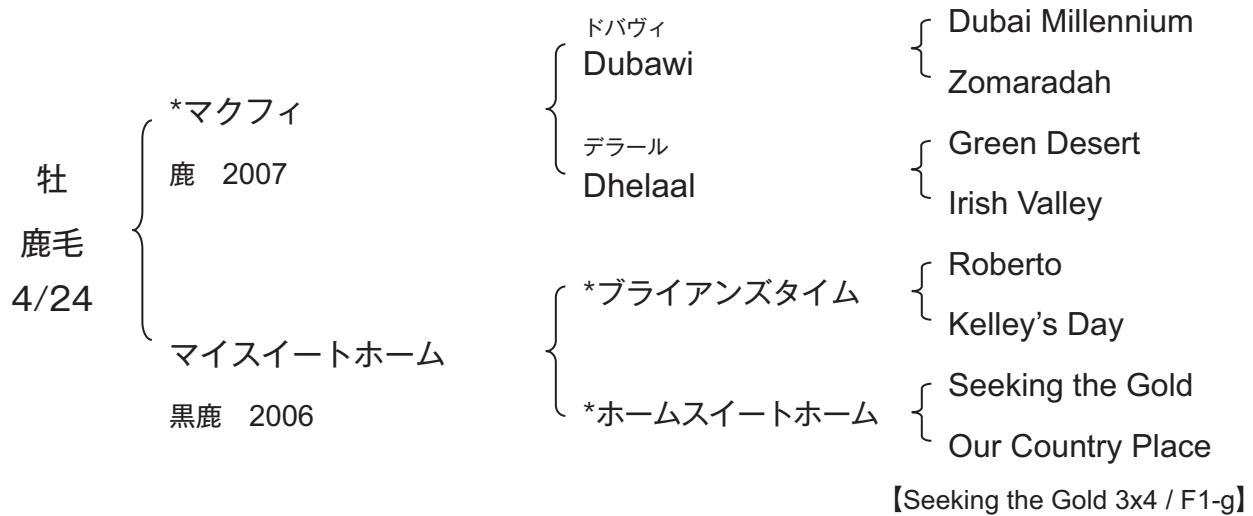 牡
鹿毛
4/24
*マクフィ
鹿 2007
マイスイートホーム
黒鹿 2006
ドバヴィ
Dubawi
デラール
Dhelaal
*ブライアンズタイム
*ホームスイートホーム
Dubai Millennium
Zomaradah
Green Desert
Irish Valley
Roberto
Kelley’s Day
Seeking the Gold
Our Country Place
【Seeking the Gold 3x4 / F1-g】